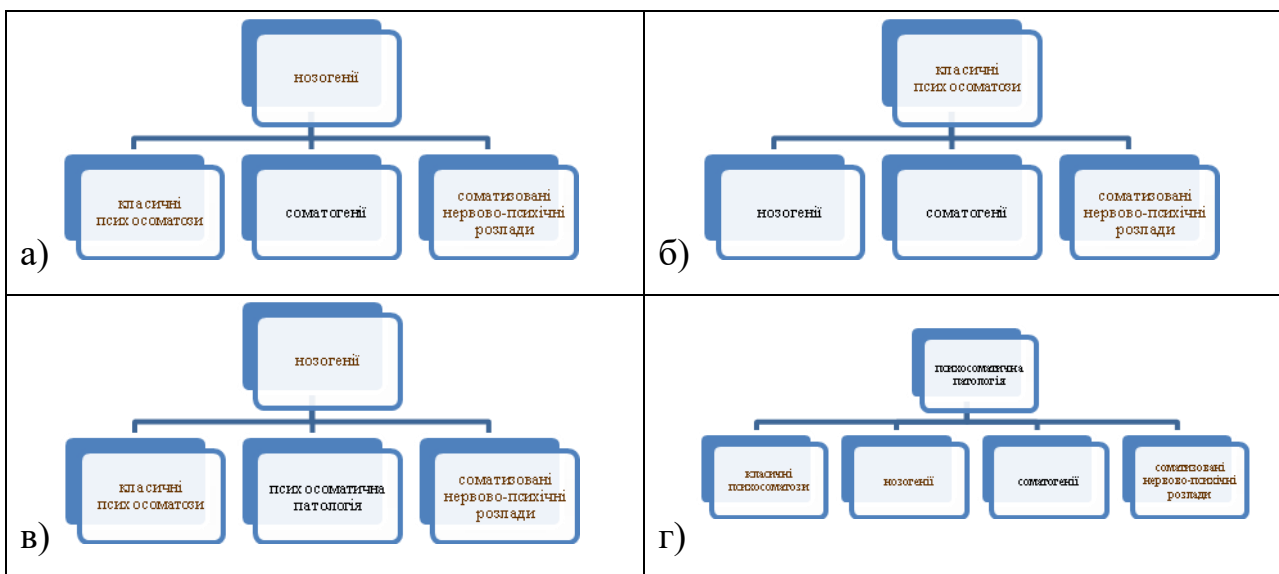 нозогенії
класичні
психосоматози
соматогенії
соматизовані
нервово-психічні
розлади
а)
класичні
психосоматози
нозогенії
соматогенії
соматизовані
нервово-психічні
розлади
б)
нозогенії
класичні
психосоматози
психосоматична
патологія
соматизовані
нервово-психічні
розлади
в)
психосоматична
патологія
класичні
психосоматози
нозогенії
соматогенії
соматизовані
нервово-психічні
розлади
г)